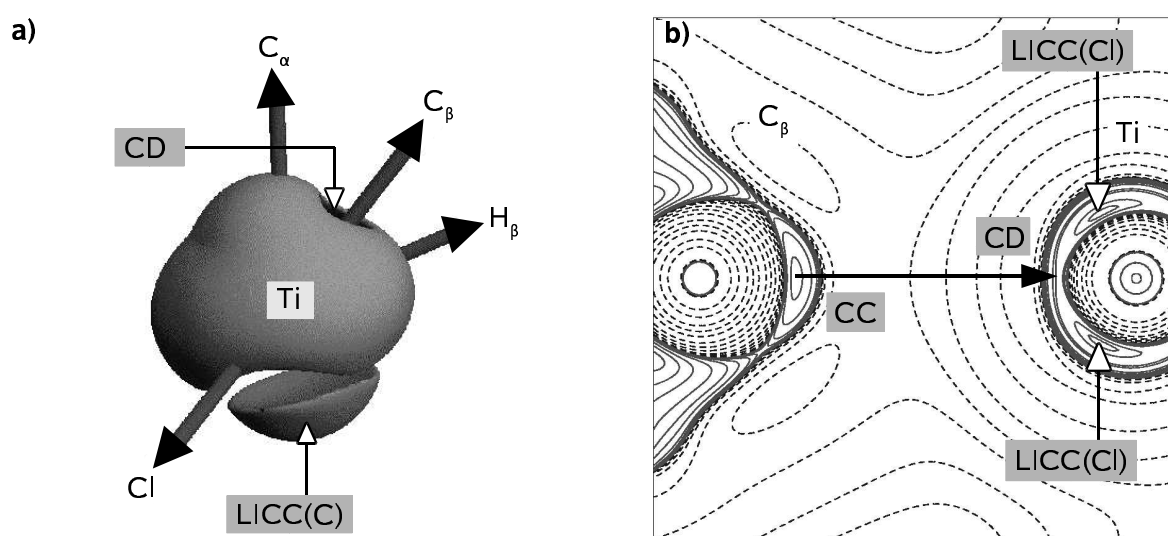 a)
Cα
Cβ
CD
Hβ
Ti
Cl
LICC(C)
b)
LICC(Cl)
Cβ
Ti
CD
CC
LICC(Cl)